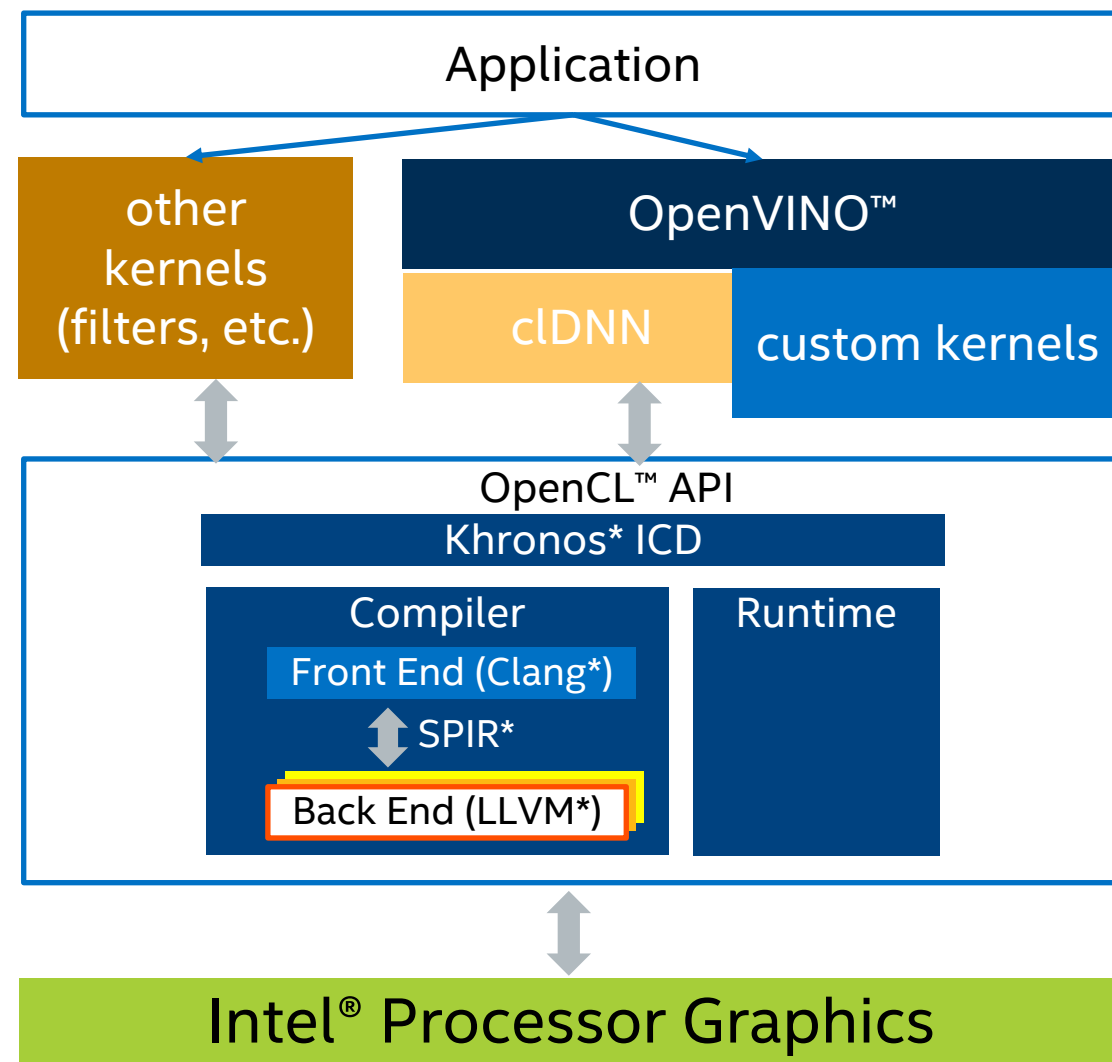 Application
other
kernels
(filters, etc.)
OpenVINO™
clDNN
custom kernels
OpenCL™ API
Khronos* ICD
Compiler
Front End (Clang*)
SPIR*
Back End (LLVM*)
Runtime
Intel® Processor Graphics